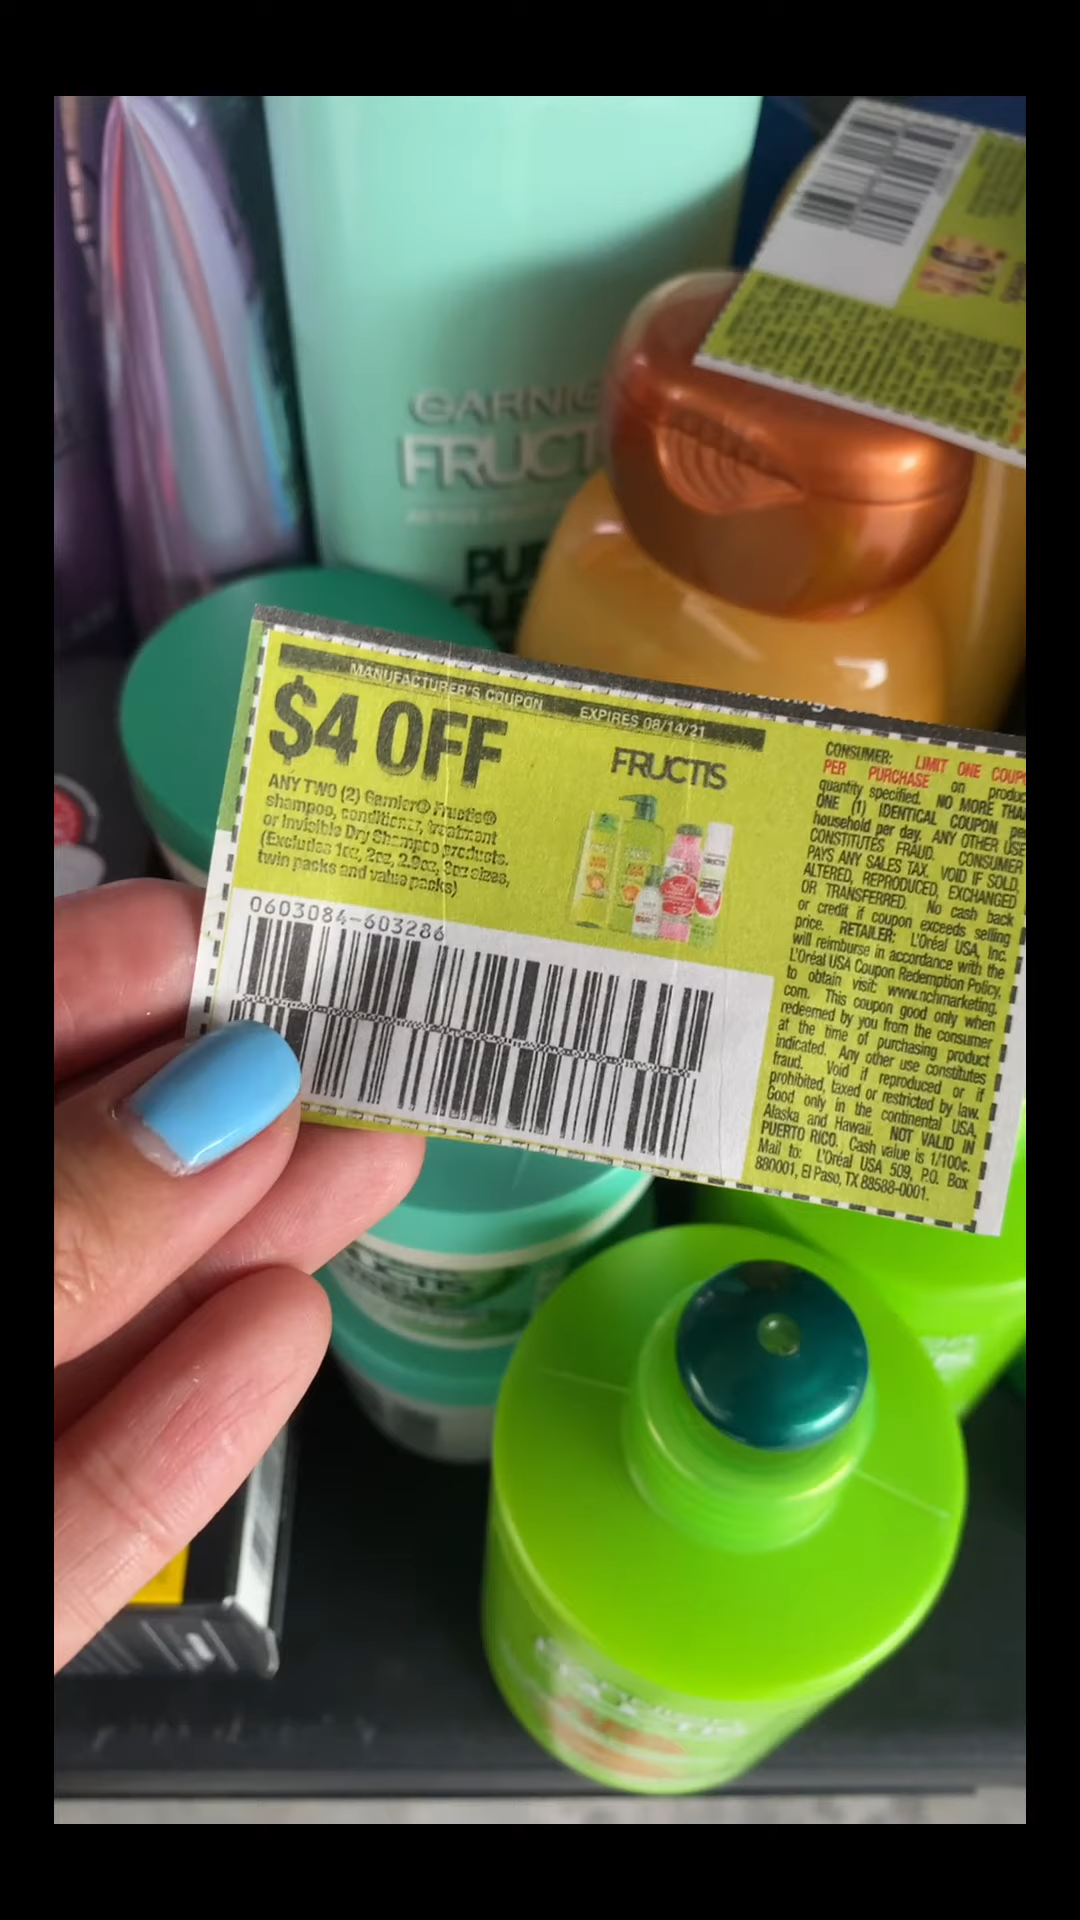 GARNIE
FRUCT
PUR
MANUFACTURER'S COUPON EXPIRES 08/14/21
$4 OFF
ANY TWO (2) Garnier® Fructis®
shampoo, conditioner, treatment
or Invisible Dry Shampoo products.
(Excludes 1oz, 2oz, 2.9oz, 3oz sizes,
twin packs and value packs)
FRUCTIS
0603084-603286
CONSUMER: LIMIT ONE COUP
PER PURCHASE on produc
quantity specified. NO MORE THA
ONE (1) IDENTICAL COUPON per
household per day. ANY OTHER USE
CONSTITUTES FRAUD. CONSUMER
PAYS ANY SALES TAX. VOID IF SOLD,
ALTERED, REPRODUCED, EXCHANGED
OR TRANSFERRED. No cash back
or credit if coupon exceeds selling
price. RETAILER: L'Oréal USA, Inc.
will reimburse in accordance with the
L'Oréal USA Coupon Redemption Policy,
to obtain visit: www.nchmarketing.
com. This coupon good only when
redeemed by you from the consumer
at the time of purchasing product
indicated. Any other use constitutes
fraud. Void if reproduced or if
prohibited, taxed or restricted by law.
Good only in the continental USA,
Alaska and Hawaii. NOT VALID IN
PUERTO RICO. Cash value is 1/100¢.
Mail to: L'Oréal USA 509, P.O. Box
880001, El Paso, TX 88588-0001.